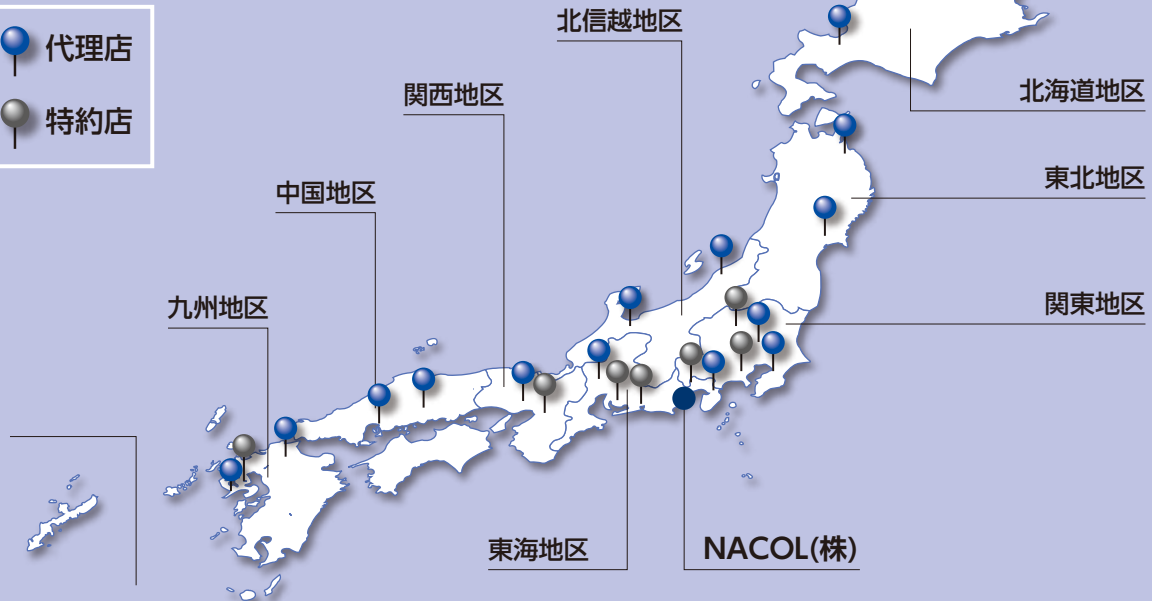 代理店
特約店
北信越地区
関西地区
北海道地区
中国地区
東北地区
九州地区
関東地区
東海地区
NACOL(株)